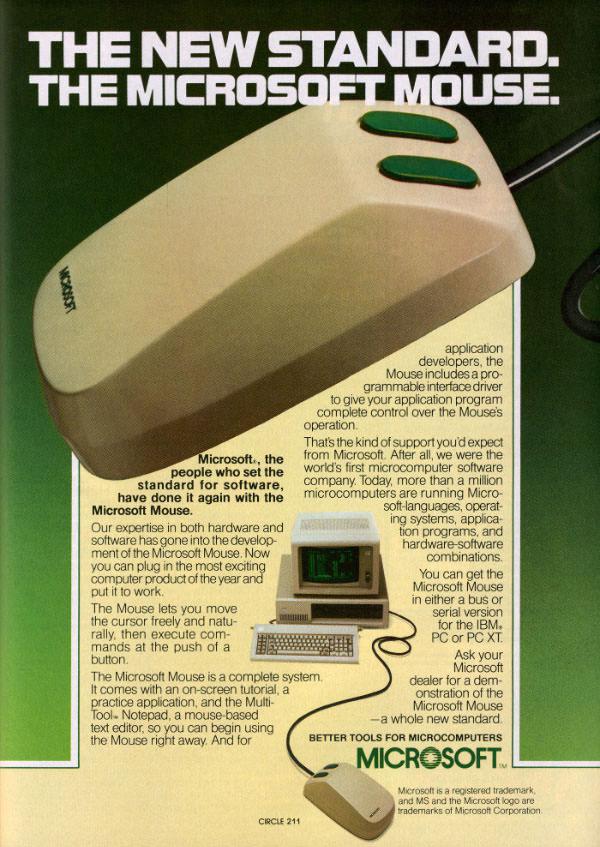 THE NEW STANDARD.
THE MICROSOFT MOUSE.
MICROSOFT
Microsoft®, the
people who set the
standard for software,
have done it again with the
Microsoft Mouse.
Our expertise in both hardware and
software has gone into the develop-
ment of the Microsoft Mouse. Now
you can plug in the most exciting
computer product of the year and
put it to work.
The Mouse lets you move
the cursor freely and natu-
rally, then execute com-
mands at the push of a
button.
The Microsoft Mouse is a complete system.
It comes with an on-screen tutorial, a
practice application, and the Multi-
Tool™ Notepad, a mouse-based
text editor, so you can begin using
the Mouse right away. And for
application
developers, the
Mouse includes a pro-
grammable interface driver
to give your application program
complete control over the Mouse's
operation.
That's the kind of support you'd expect
from Microsoft. After all, we were the
world's first microcomputer software
company. Today, more than a million
microcomputers are running Micro-
soft-languages, operat-
ing systems, applica-
tion programs, and
hardware-software
combinations.
You can get the
Microsoft Mouse
in either a bus or
serial version
for the IBM®
PC or PC XT.
Ask your
Microsoft
dealer for a dem-
onstration of the
Microsoft Mouse
—a whole new standard.
BETTER TOOLS FOR MICROCOMPUTERS
MICROSOFT™
MICROSOFT
Microsoft is a registered trademark,
and MS and the Microsoft logo are
trademarks of Microsoft Corporation.
CIRCLE 211